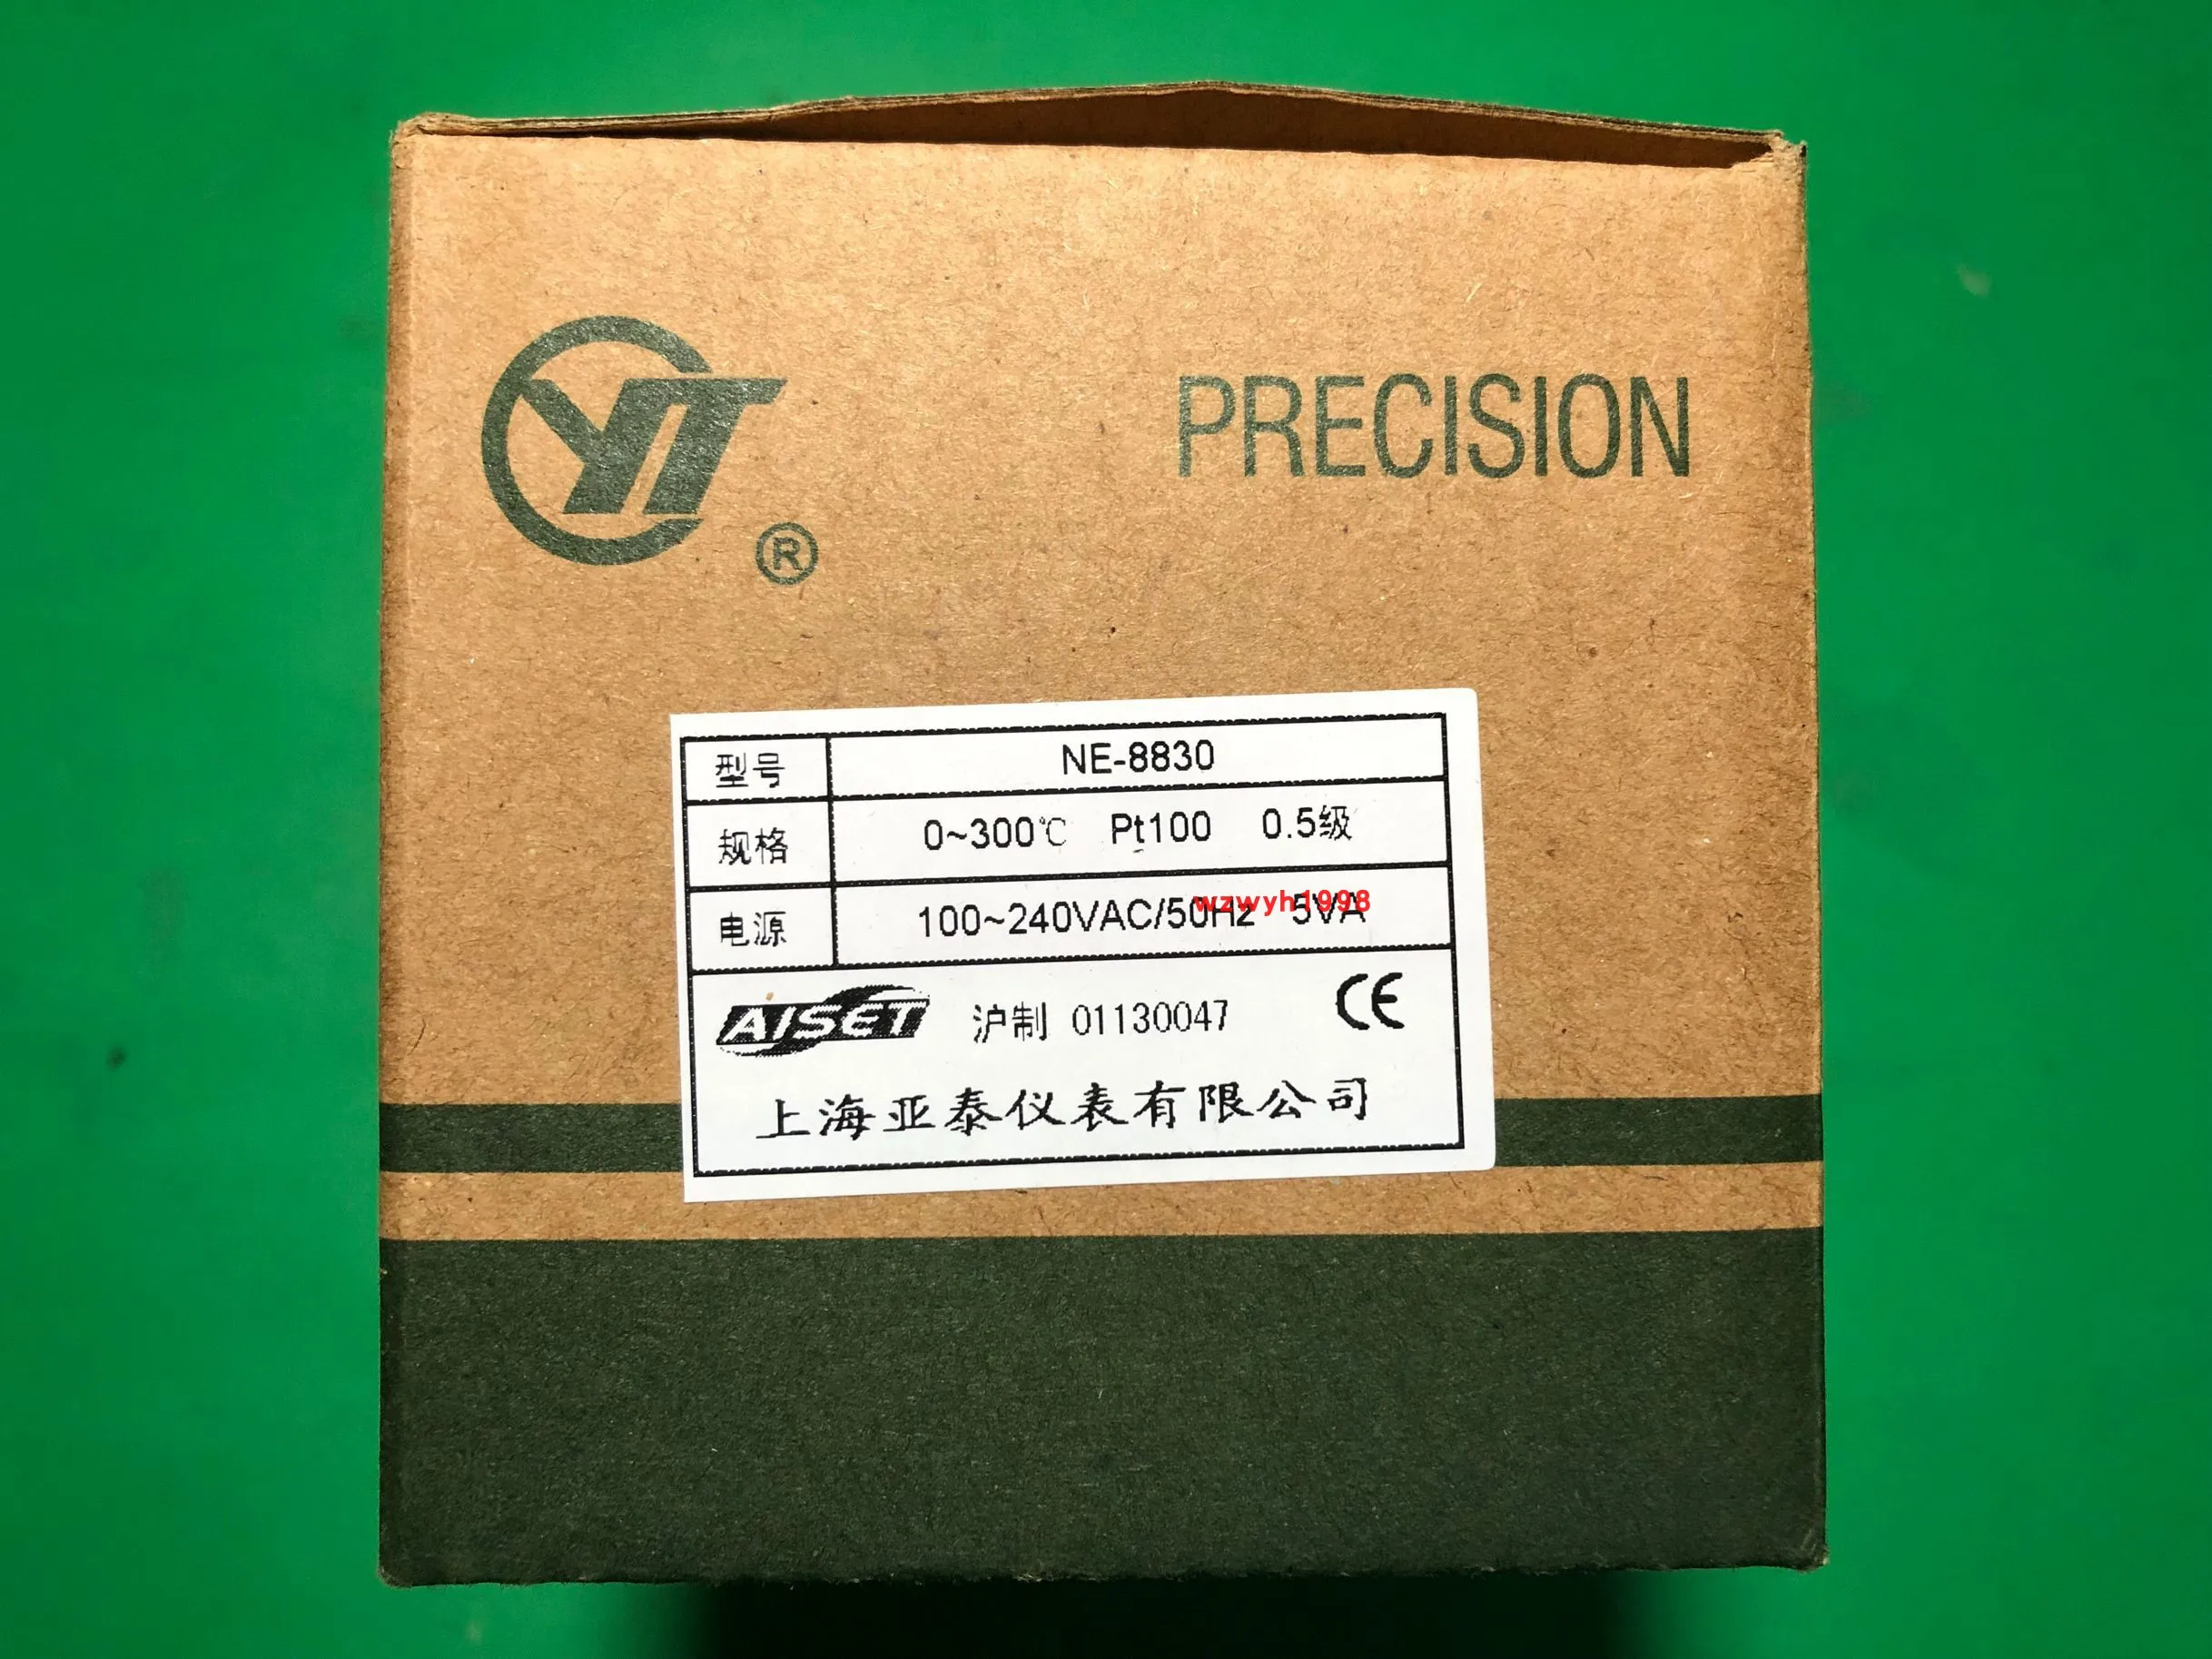 YT ®
PRECISION
型号 NE-8830
规格 0~300℃ Pt100 0.5级
电源 100~240VAC/50Hz 5VA
wzwyh1998
AISET 沪制 01130047 CE
上海亚泰仪表有限公司